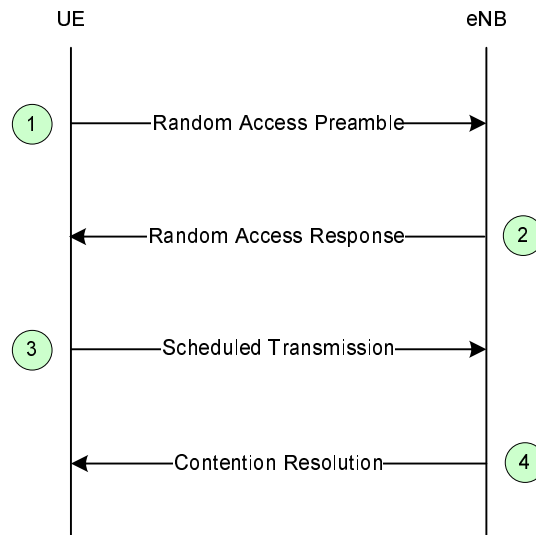 UE
eNB
1
Random Access Preamble
Random Access Response
2
3
Scheduled Transmission
Contention Resolution
4